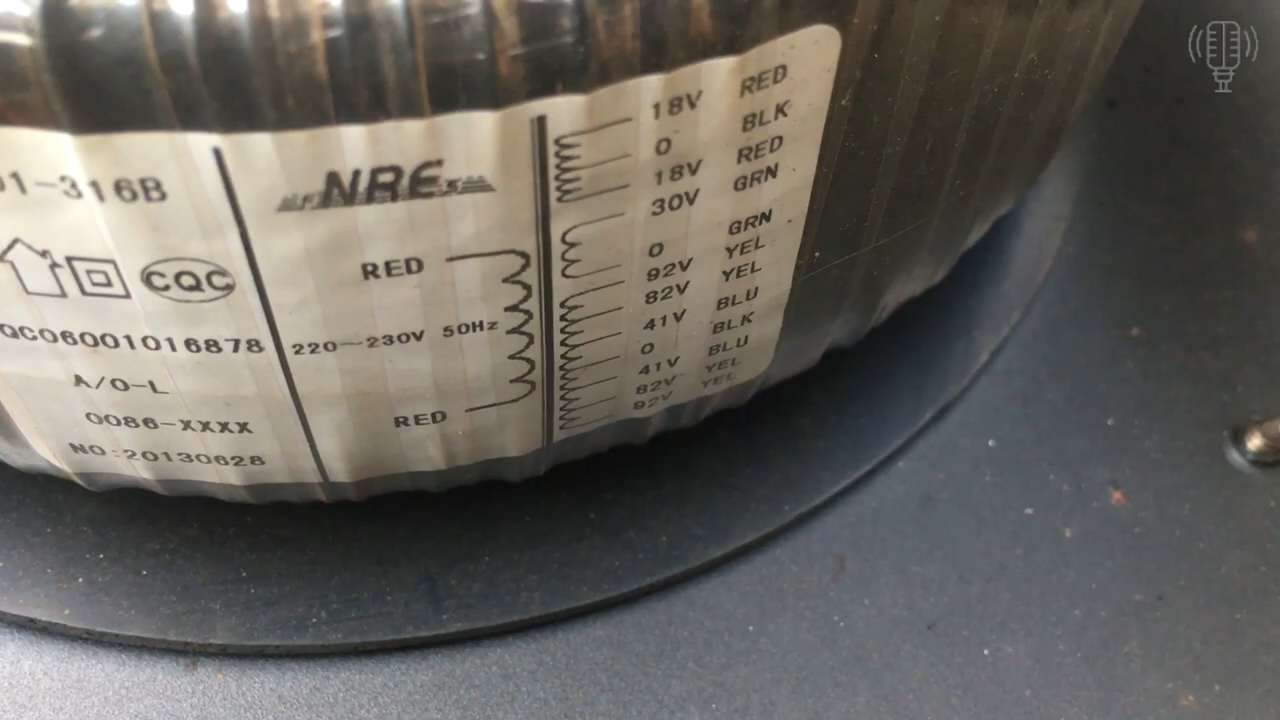 01-316B
CQC
QC06001016878
A/0-L
0086-XXXX
NO:20130628
NRE
RED
220~230V 50Hz
RED
18V RED
0 BLK
18V RED
30V GRN
0 GRN
92V YEL
82V YEL
41V BLU
0 BLK
41V BLU
82V YEL
92V YEL